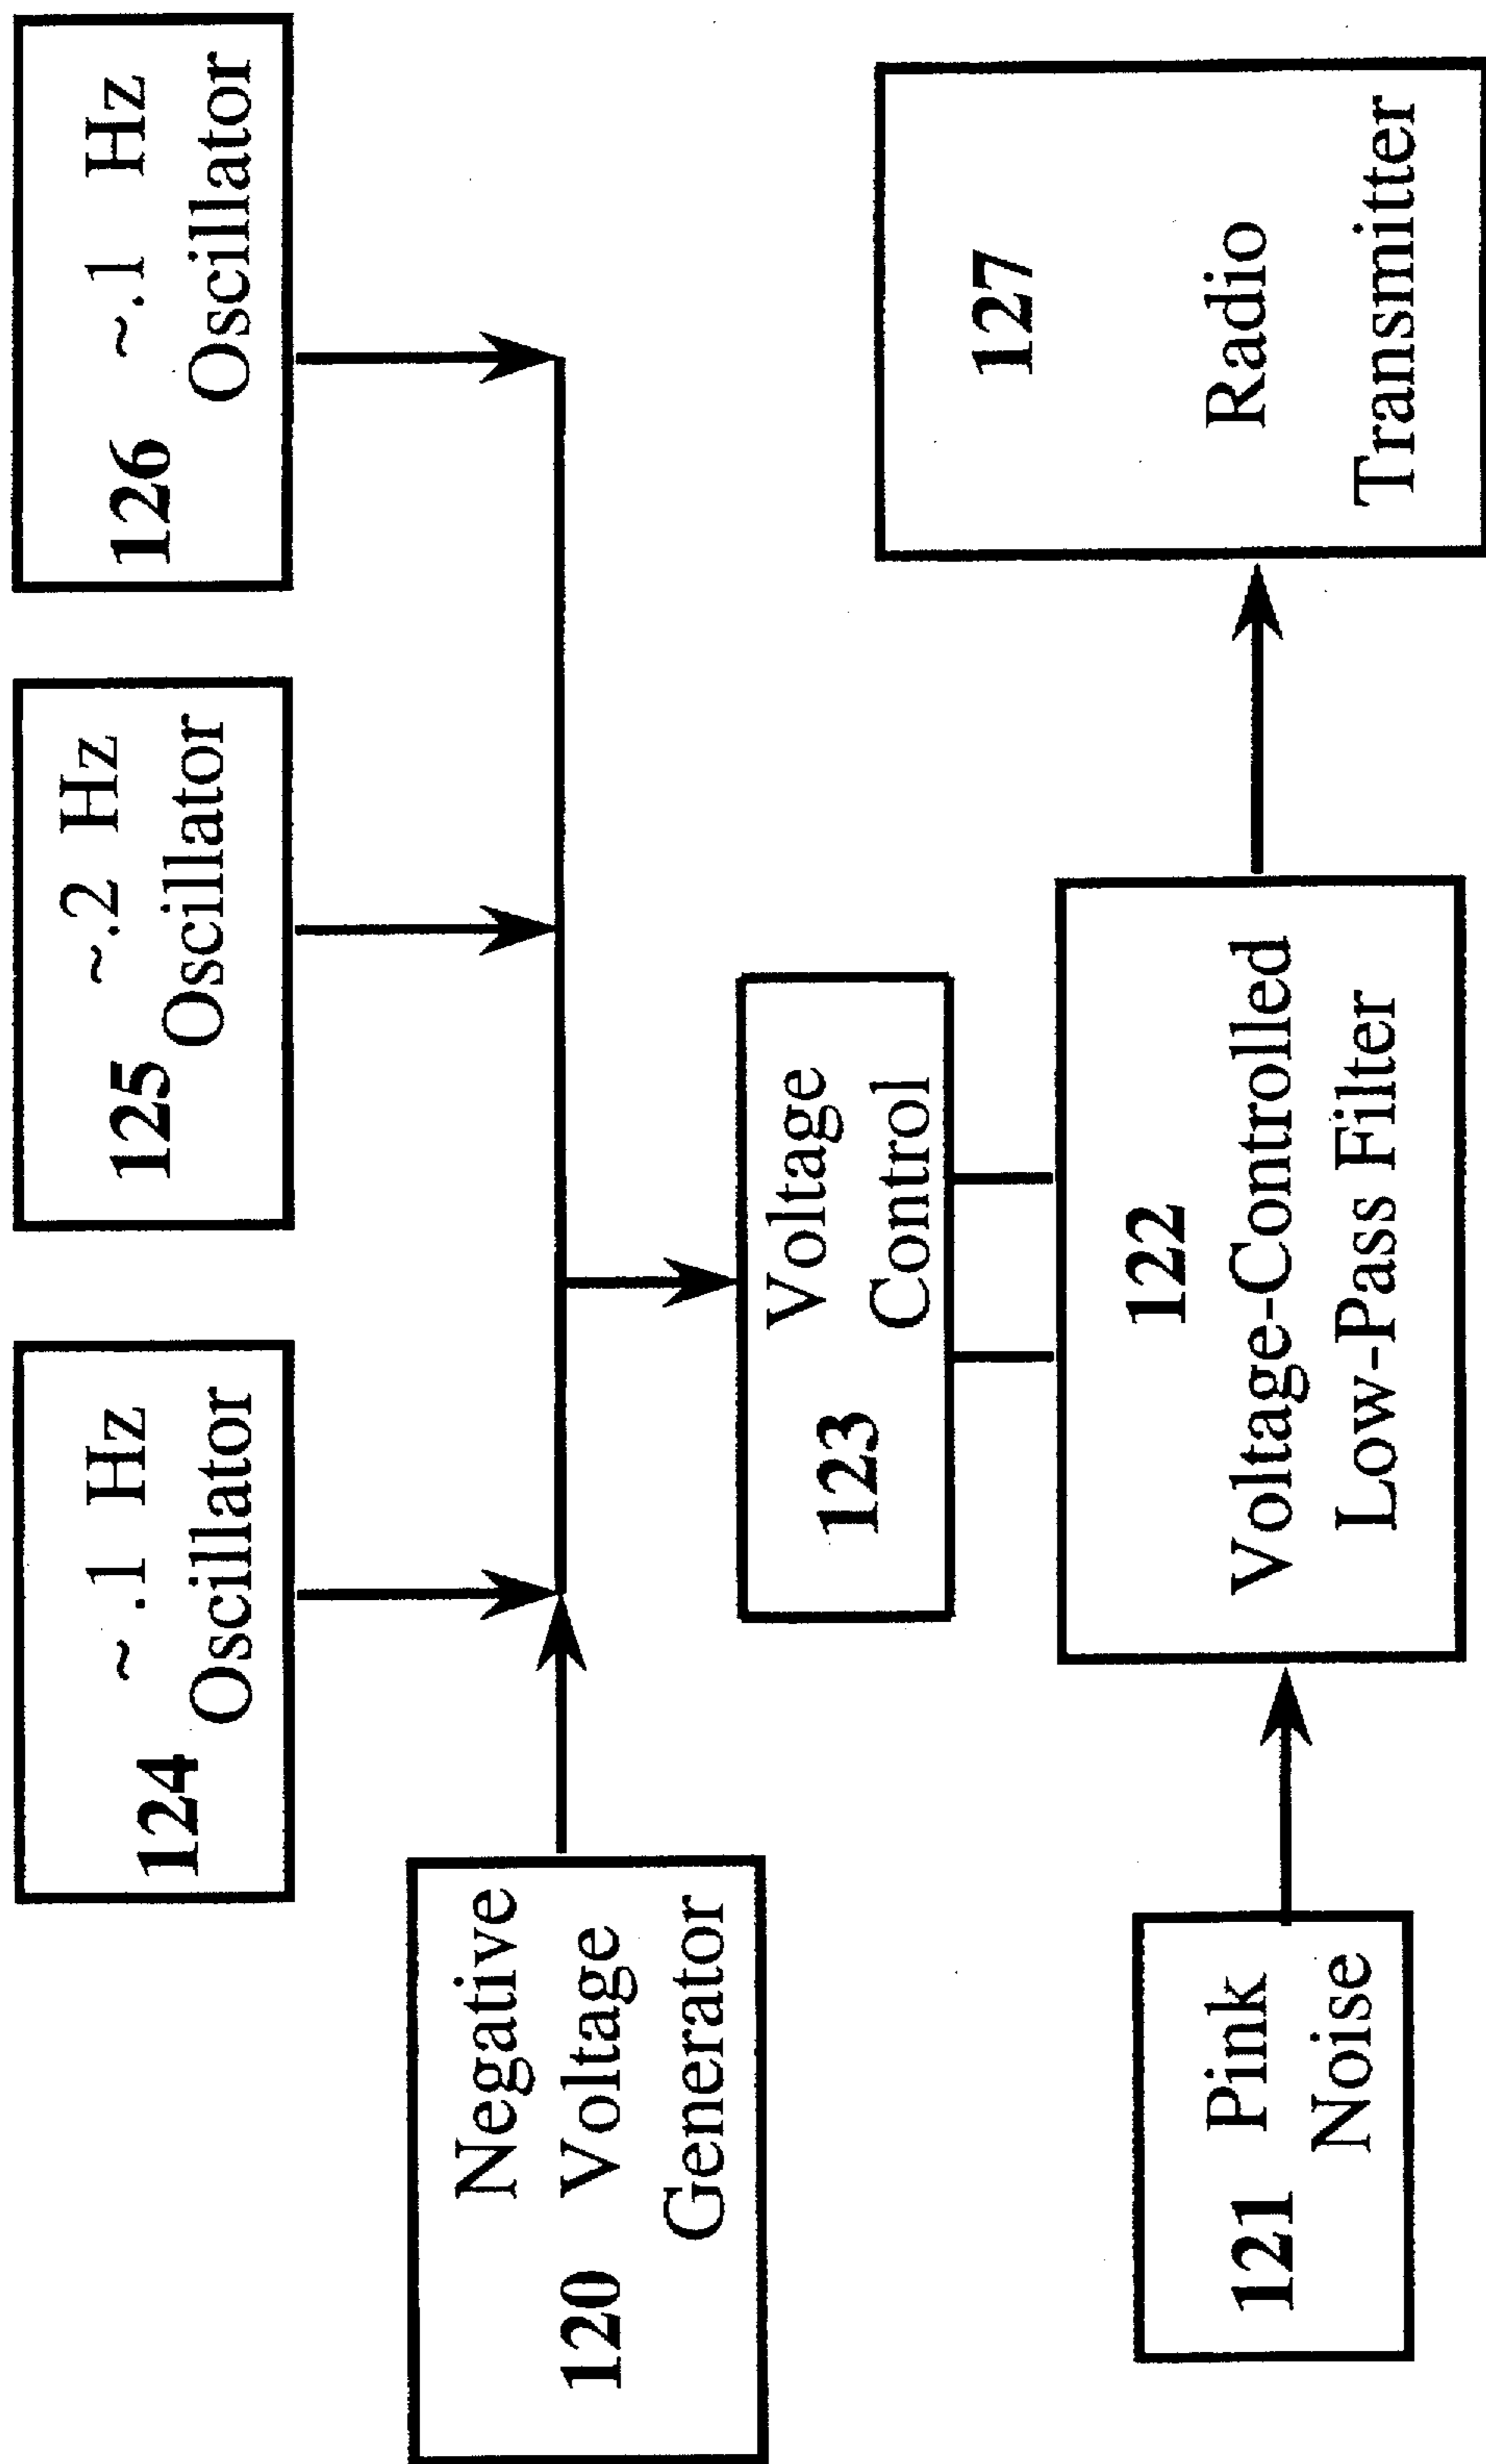 124 ~ .1 Hz
Oscillator
125 ~.2 Hz
Oscillator
126 ~.1 Hz
Oscillator
Negative
120 Voltage
Generator
123 Voltage
Control
127
Radio
Transmitter
121 Pink
Noise
122
Voltage-Controlled
Low-Pass Filter